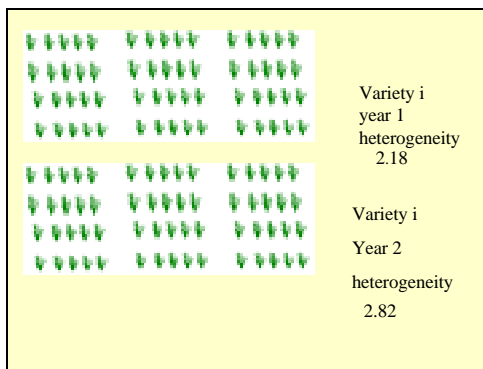 Variety i
year 1
heterogeneity
2.18
Variety i
Year 2
heterogeneity
2.82